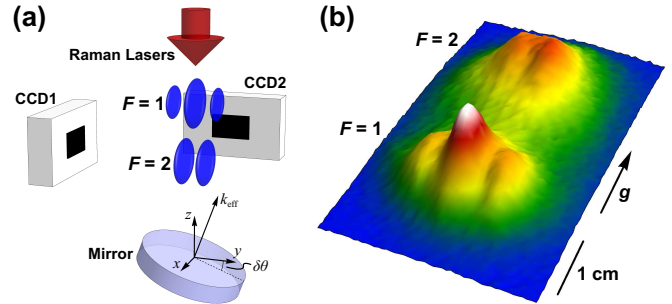 (a)
Raman Lasers
CCD1
CCD2
F = 1
F = 2
k_eff
z
y
x
δθ
Mirror
(b)
F = 2
F = 1
g
1 cm